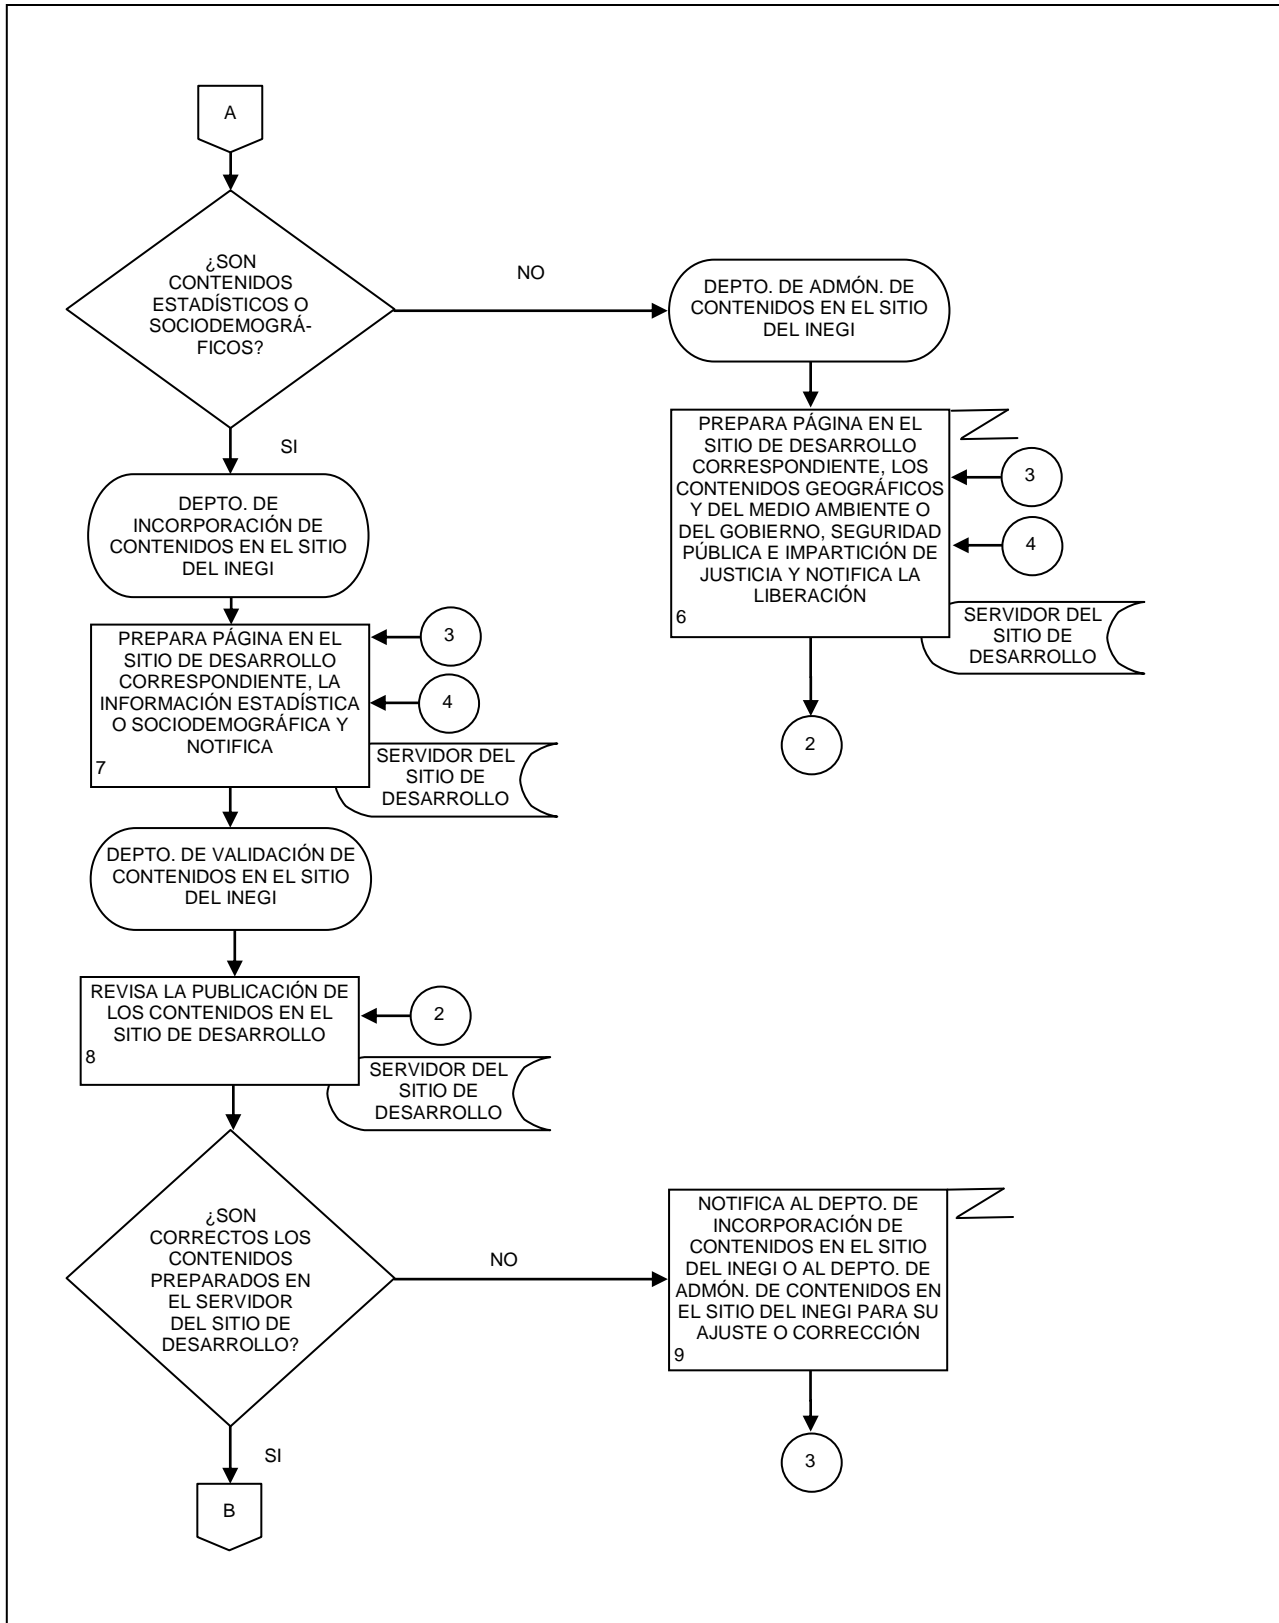 A
¿SON
CONTENIDOS
ESTADÍSTICOS O
SOCIODEMOGRÁ-
FICOS?
NO
DEPTO. DE ADMÓN. DE
CONTENIDOS EN EL SITIO
DEL INEGI
PREPARA PÁGINA EN EL
SITIO DE DESARROLLO
CORRESPONDIENTE, LOS
CONTENIDOS GEOGRÁFICOS
Y DEL MEDIO AMBIENTE O
DEL GOBIERNO, SEGURIDAD
PÚBLICA E IMPARTICIÓN DE
JUSTICIA Y NOTIFICA LA
LIBERACIÓN
6
3
4
SERVIDOR DEL
SITIO DE
DESARROLLO
2
SI
DEPTO. DE
INCORPORACIÓN DE
CONTENIDOS EN EL SITIO
DEL INEGI
PREPARA PÁGINA EN EL
SITIO DE DESARROLLO
CORRESPONDIENTE, LA
INFORMACIÓN ESTADÍSTICA
O SOCIODEMOGRÁFICA Y
NOTIFICA
7
3
4
SERVIDOR DEL
SITIO DE
DESARROLLO
DEPTO. DE VALIDACIÓN DE
CONTENIDOS EN EL SITIO
DEL INEGI
REVISA LA PUBLICACIÓN DE
LOS CONTENIDOS EN EL
SITIO DE DESARROLLO
8
2
SERVIDOR DEL
SITIO DE
DESARROLLO
¿SON
CORRECTOS LOS
CONTENIDOS
PREPARADOS EN
EL SERVIDOR
DEL SITIO DE
DESARROLLO?
NO
NOTIFICA AL DEPTO. DE
INCORPORACIÓN DE
CONTENIDOS EN EL SITIO
DEL INEGI O AL DEPTO. DE
ADMÓN. DE CONTENIDOS EN
EL SITIO DEL INEGI PARA SU
AJUSTE O CORRECCIÓN
9
3
SI
B